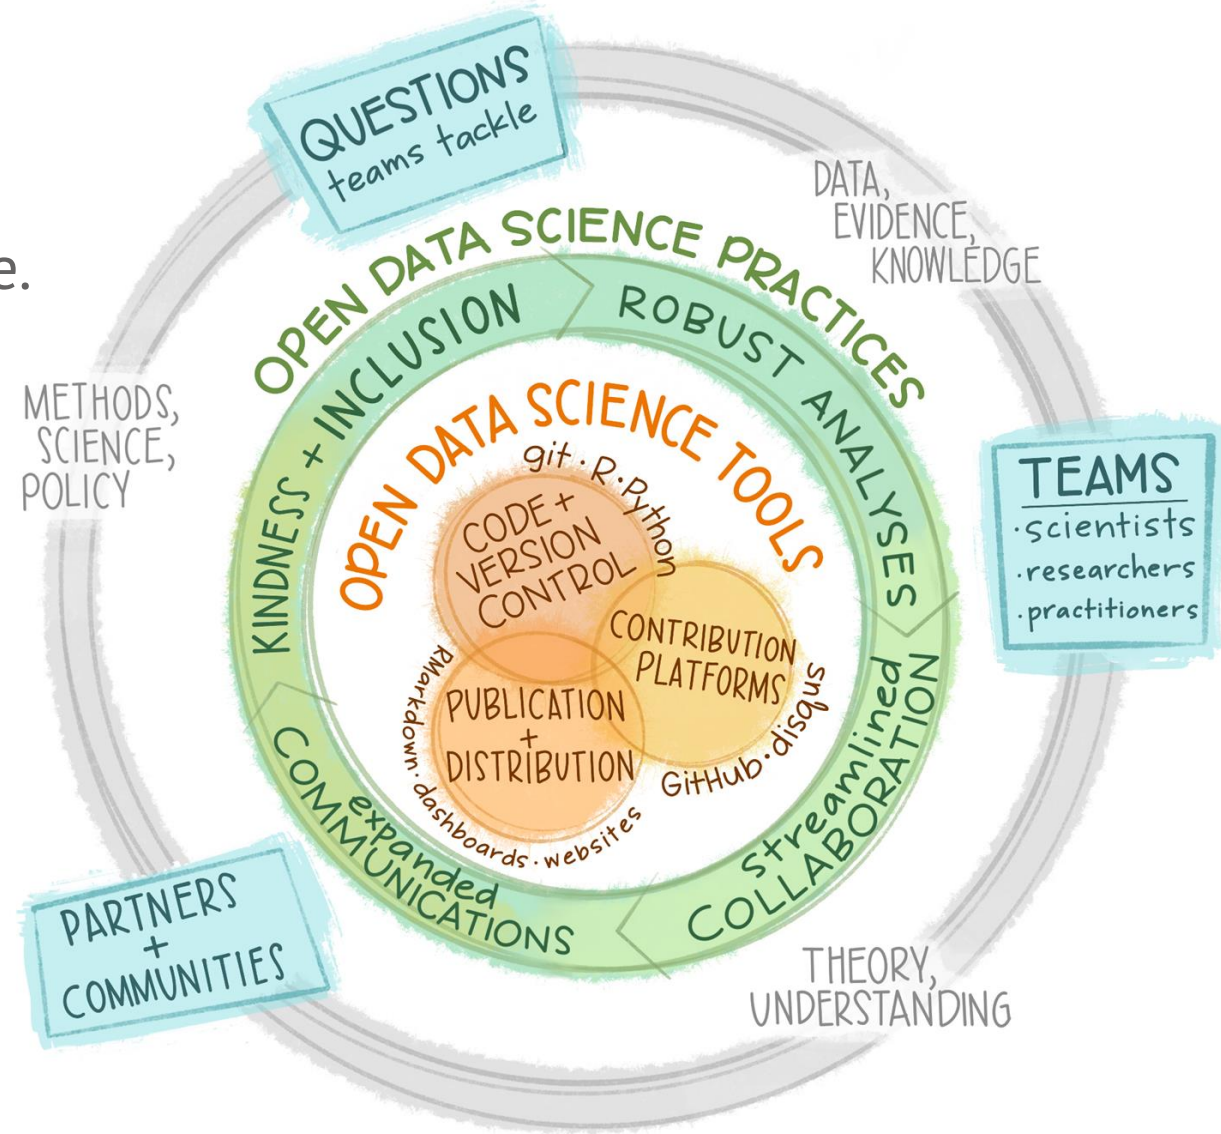 QUESTIONS
teams tackle
DATA,
EVIDENCE,
KNOWLEDGE
e.
OPEN DATA SCIENCE PRACTICES
KINDNESS + INCLUSION
ROBUST ANALYSES
METHODS,
SCIENCE,
POLICY
OPEN DATA SCIENCE TOOLS
git · R · Python
CODE +
VERSION
CONTROL
TEAMS
· scientists
· researchers
· practitioners
CONTRIBUTION
PLATFORMS
GitHub · disqus
PUBLICATION
+
DISTRIBUTION
RMarkdown · dashboards · websites
streamlined
COLLABORATION
expanded
COMMUNICATIONS
PARTNERS
+
COMMUNITIES
THEORY,
UNDERSTANDING